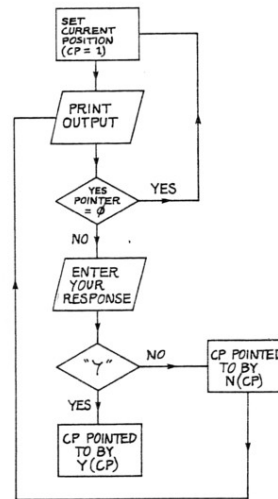 SET
CURRENT
POSITION
(CP = 1)
PRINT
OUTPUT
YES
POINTER
= Ø
YES
NO
ENTER
YOUR
RESPONSE
"Y"
NO
CP POINTED
TO BY
N(CP)
YES
CP POINTED
TO BY
Y(CP)